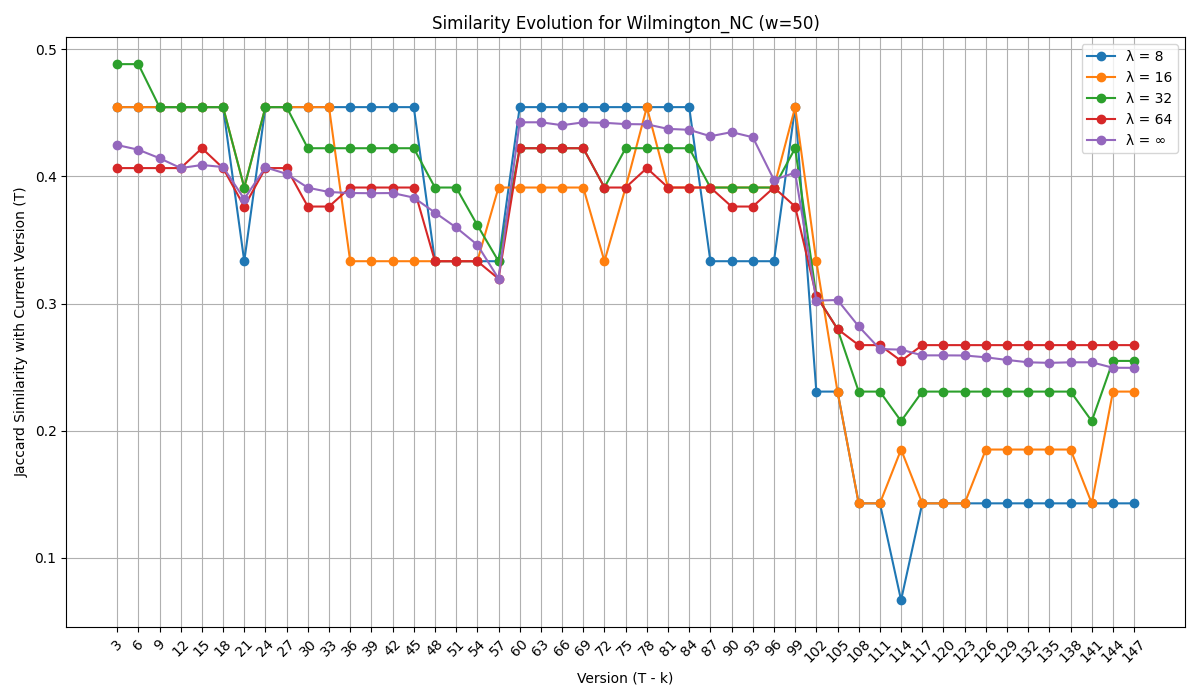 Similarity Evolution for Wilmington_NC (w=50)
λ = 8
λ = 16
λ = 32
λ = 64
λ = ∞
Jaccard Similarity with Current Version (T)
0.5
0.4
0.3
0.2
0.1
3 6 9 12 15 18 21 24 27 30 33 36 39 42 45 48 51 54 57 60 63 66 69 72 75 78 81 84 87 90 93 96 99 102 105 108 111 114 117 120 123 126 129 132 135 138 141 144 147
Version (T - k)